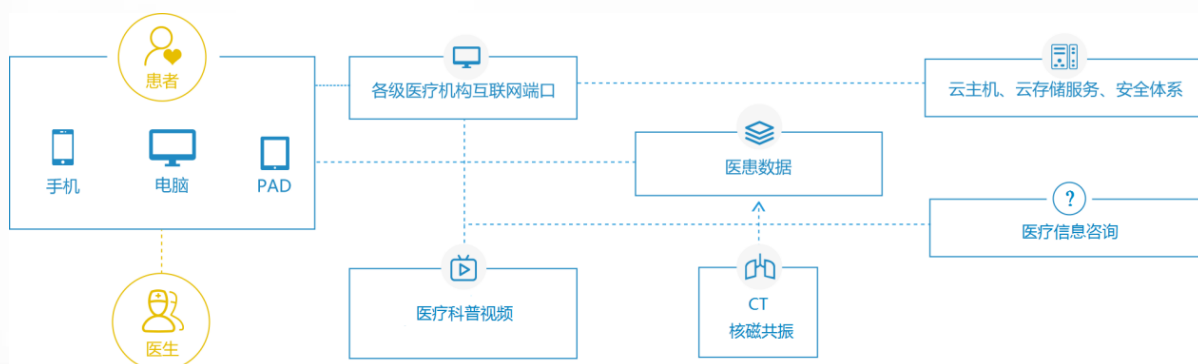 患者
手机
电脑
PAD
医生
各级医疗机构互联网端口
云主机、云存储服务、安全体系
医患数据
?
医疗信息咨询
医疗科普视频
CT
核磁共振